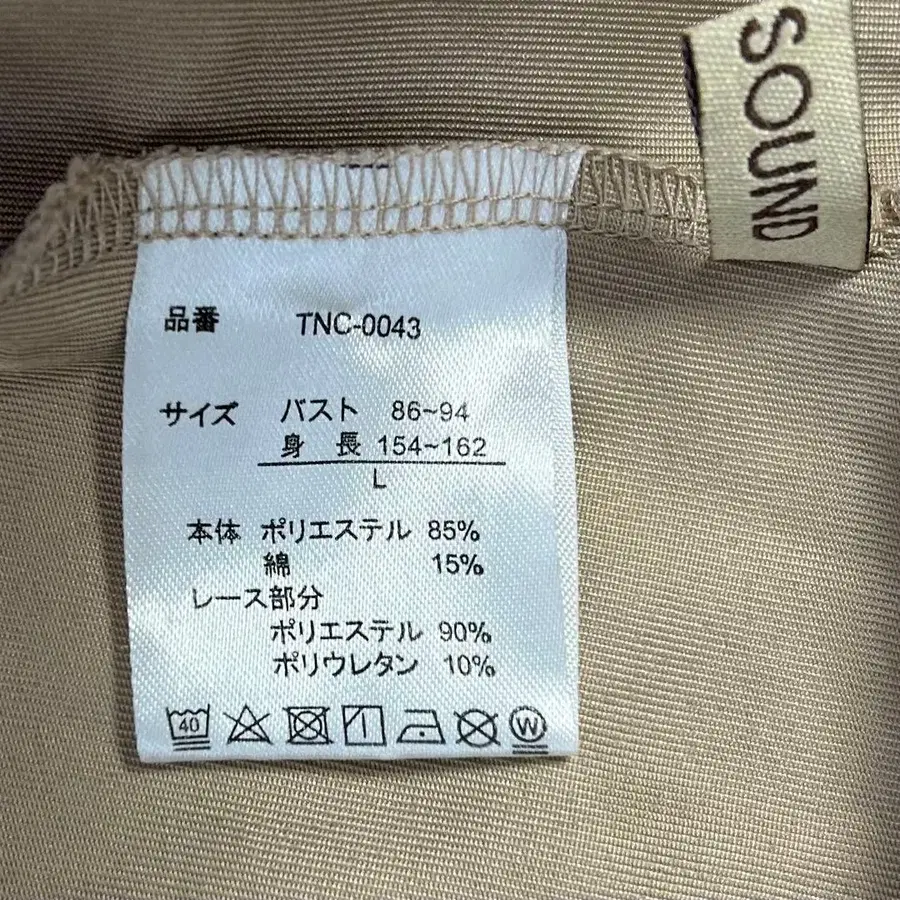 SOUND
品番 TNC-0043
サイズ バスト 86~94
身 長 154~162
L
本体 ポリエステル 85%
綿 15%
レース部分
ポリエステル 90%
ポリウレタン 10%
40 W